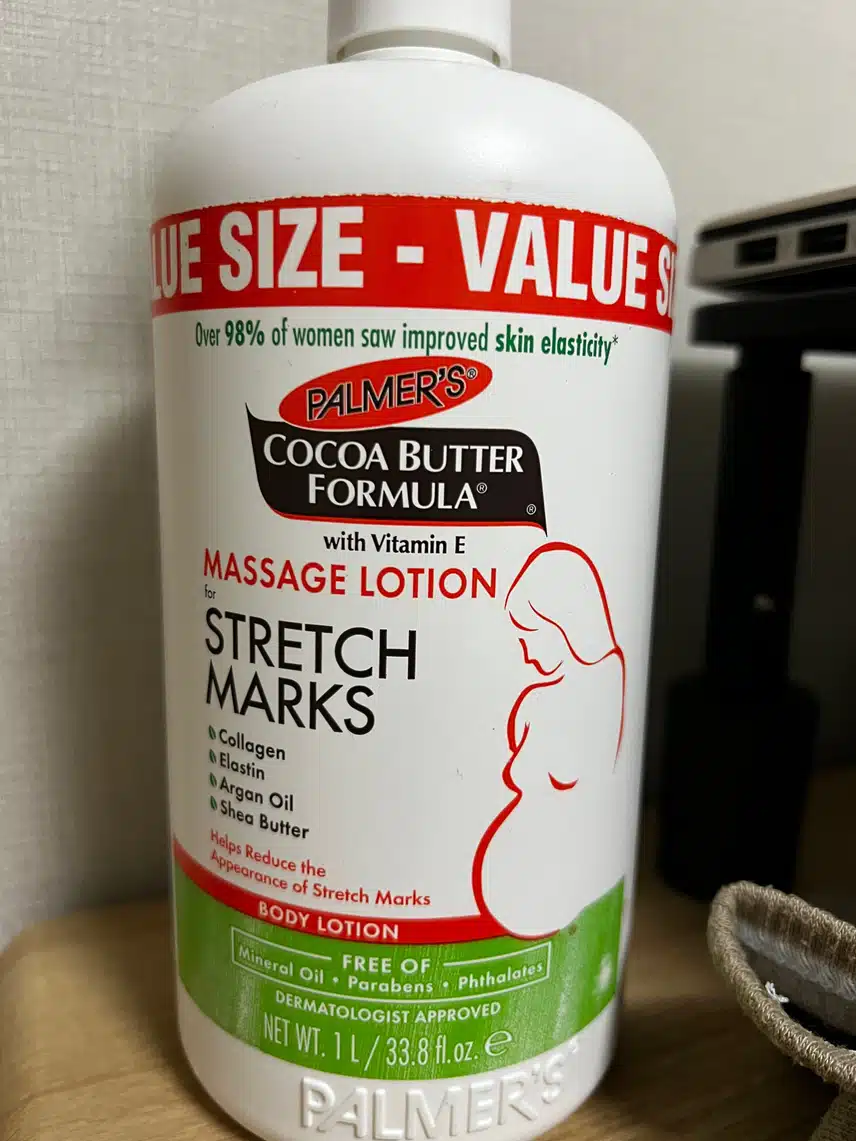 LUE SIZE - VALUE SI
Over 98% of women saw improved skin elasticity*
PALMER'S®
COCOA BUTTER
FORMULA®
®
with Vitamin E
MASSAGE LOTION
for
STRETCH
MARKS
Collagen
Elastin
Argan Oil
Shea Butter
Helps Reduce the
Appearance of Stretch Marks
BODY LOTION
FREE OF
Mineral Oil • Parabens • Phthalates
DERMATOLOGIST APPROVED
NET WT. 1 L / 33.8 fl. oz. ℮
PALMER'S